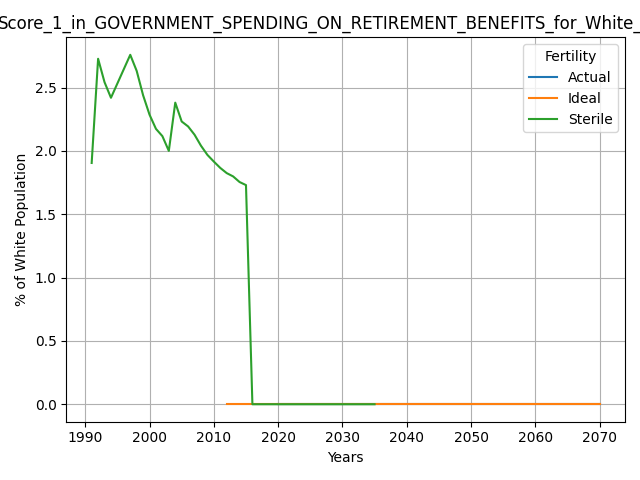 Score_1_in_GOVERNMENT_SPENDING_ON_RETIREMENT_BENEFITS_for_White_
Fertility
Actual
Ideal
Sterile
% of White Population
2.5
2.0
1.5
1.0
0.5
0.0
1990 2000 2010 2020 2030 2040 2050 2060 2070
Years